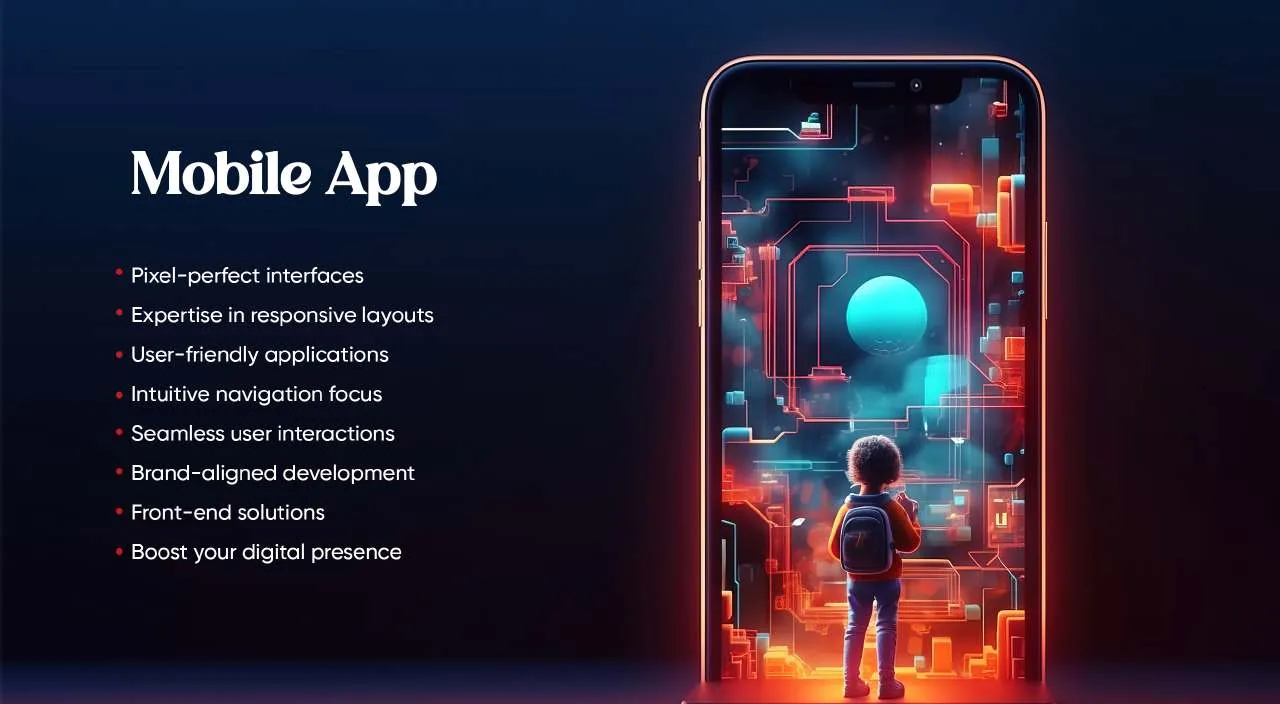 Mobile App
Pixel-perfect interfaces
Expertise in responsive layouts
User-friendly applications
Intuitive navigation focus
Seamless user interactions
Brand-aligned development
Front-end solutions
Boost your digital presence